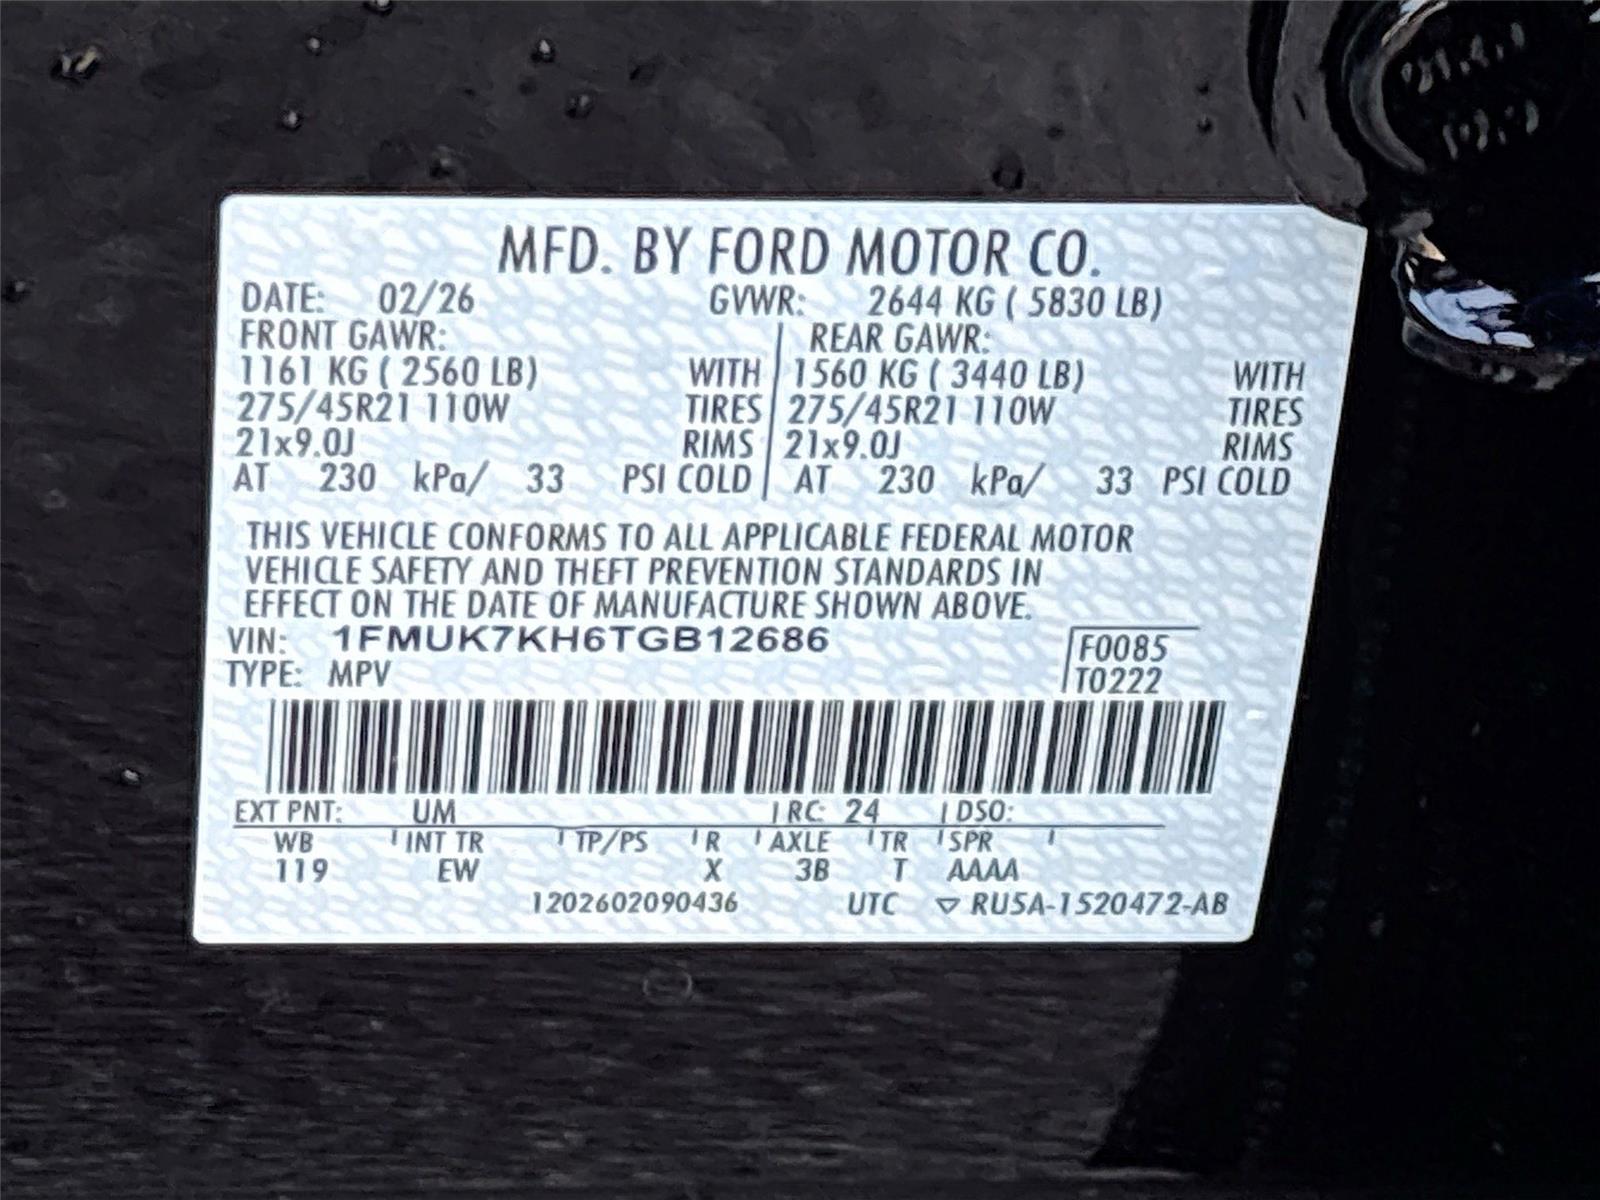 MFD. BY FORD MOTOR CO.
DATE: 02/26 GVWR: 2644 KG ( 5830 LB)
FRONT GAWR: REAR GAWR:
1161 KG ( 2560 LB) WITH 1560 KG ( 3440 LB) WITH
275/45R21 110W TIRES 275/45R21 110W TIRES
21x9.0J RIMS 21x9.0J RIMS
AT 230 kPa/ 33 PSI COLD AT 230 kPa/ 33 PSI COLD
THIS VEHICLE CONFORMS TO ALL APPLICABLE FEDERAL MOTOR
VEHICLE SAFETY AND THEFT PREVENTION STANDARDS IN
EFFECT ON THE DATE OF MANUFACTURE SHOWN ABOVE.
VIN: 1FMUK7KH6TGB12686 F0085
TYPE: MPV T0222
EXT PNT: UM RC: 24 DSO:
WB INT TR TP/PS R AXLE TR SPR
119 EW X 3B T AAAA
1202602090436 UTC ▽ RU5A-1520472-AB